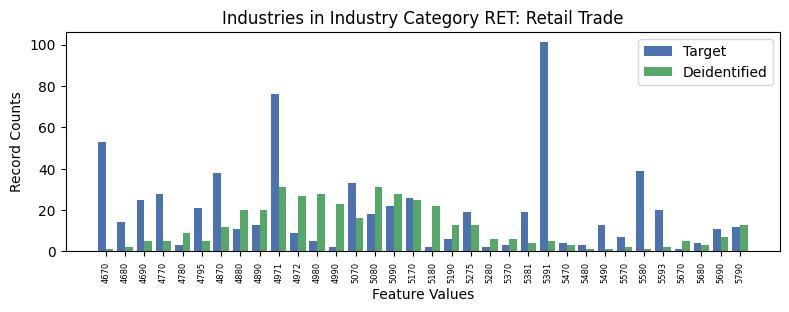 Industries in Industry Category RET: Retail Trade
Target
Deidentified
Record Counts
100
80
60
40
20
0
4670 4680 4690 4770 4780 4795 4870 4880 4890 4971 4972 4980 4990 5070 5080 5090 5170 5180 5190 5275 5280 5370 5381 5391 5470 5480 5490 5570 5580 5593 5670 5680 5690 5790
Feature Values